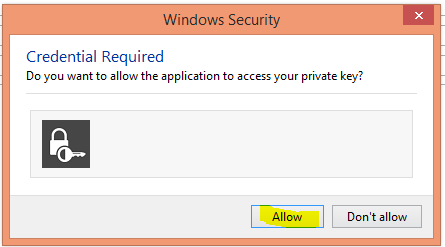 Windows Security
Credential Required
Do you want to allow the application to access your private key?
Allow
Don't allow